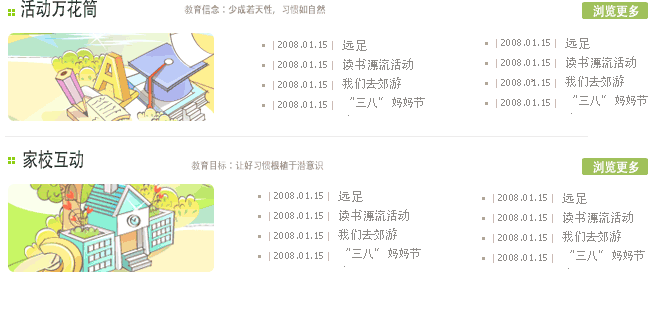 活动万花筒 教育信念：少成若天性，习惯如自然 浏览更多
| 2008.01.15 | 远足 | 2008.01.15 | 远足
| 2008.01.15 | 读书漂流活动 | 2008.01.15 | 读书漂流活动
| 2008.01.15 | 我们去郊游 | 2008.01.15 | 我们去郊游
| 2008.01.15 | “三八”妈妈节 | 2008.01.15 | “三八”妈妈节
家校互动 教育目标：让好习惯根植于潜意识 浏览更多
| 2008.01.15 | 远足 | 2008.01.15 | 远足
| 2008.01.15 | 读书漂流活动 | 2008.01.15 | 读书漂流活动
| 2008.01.15 | 我们去郊游 | 2008.01.15 | 我们去郊游
| 2008.01.15 | “三八”妈妈节 | 2008.01.15 | “三八”妈妈节